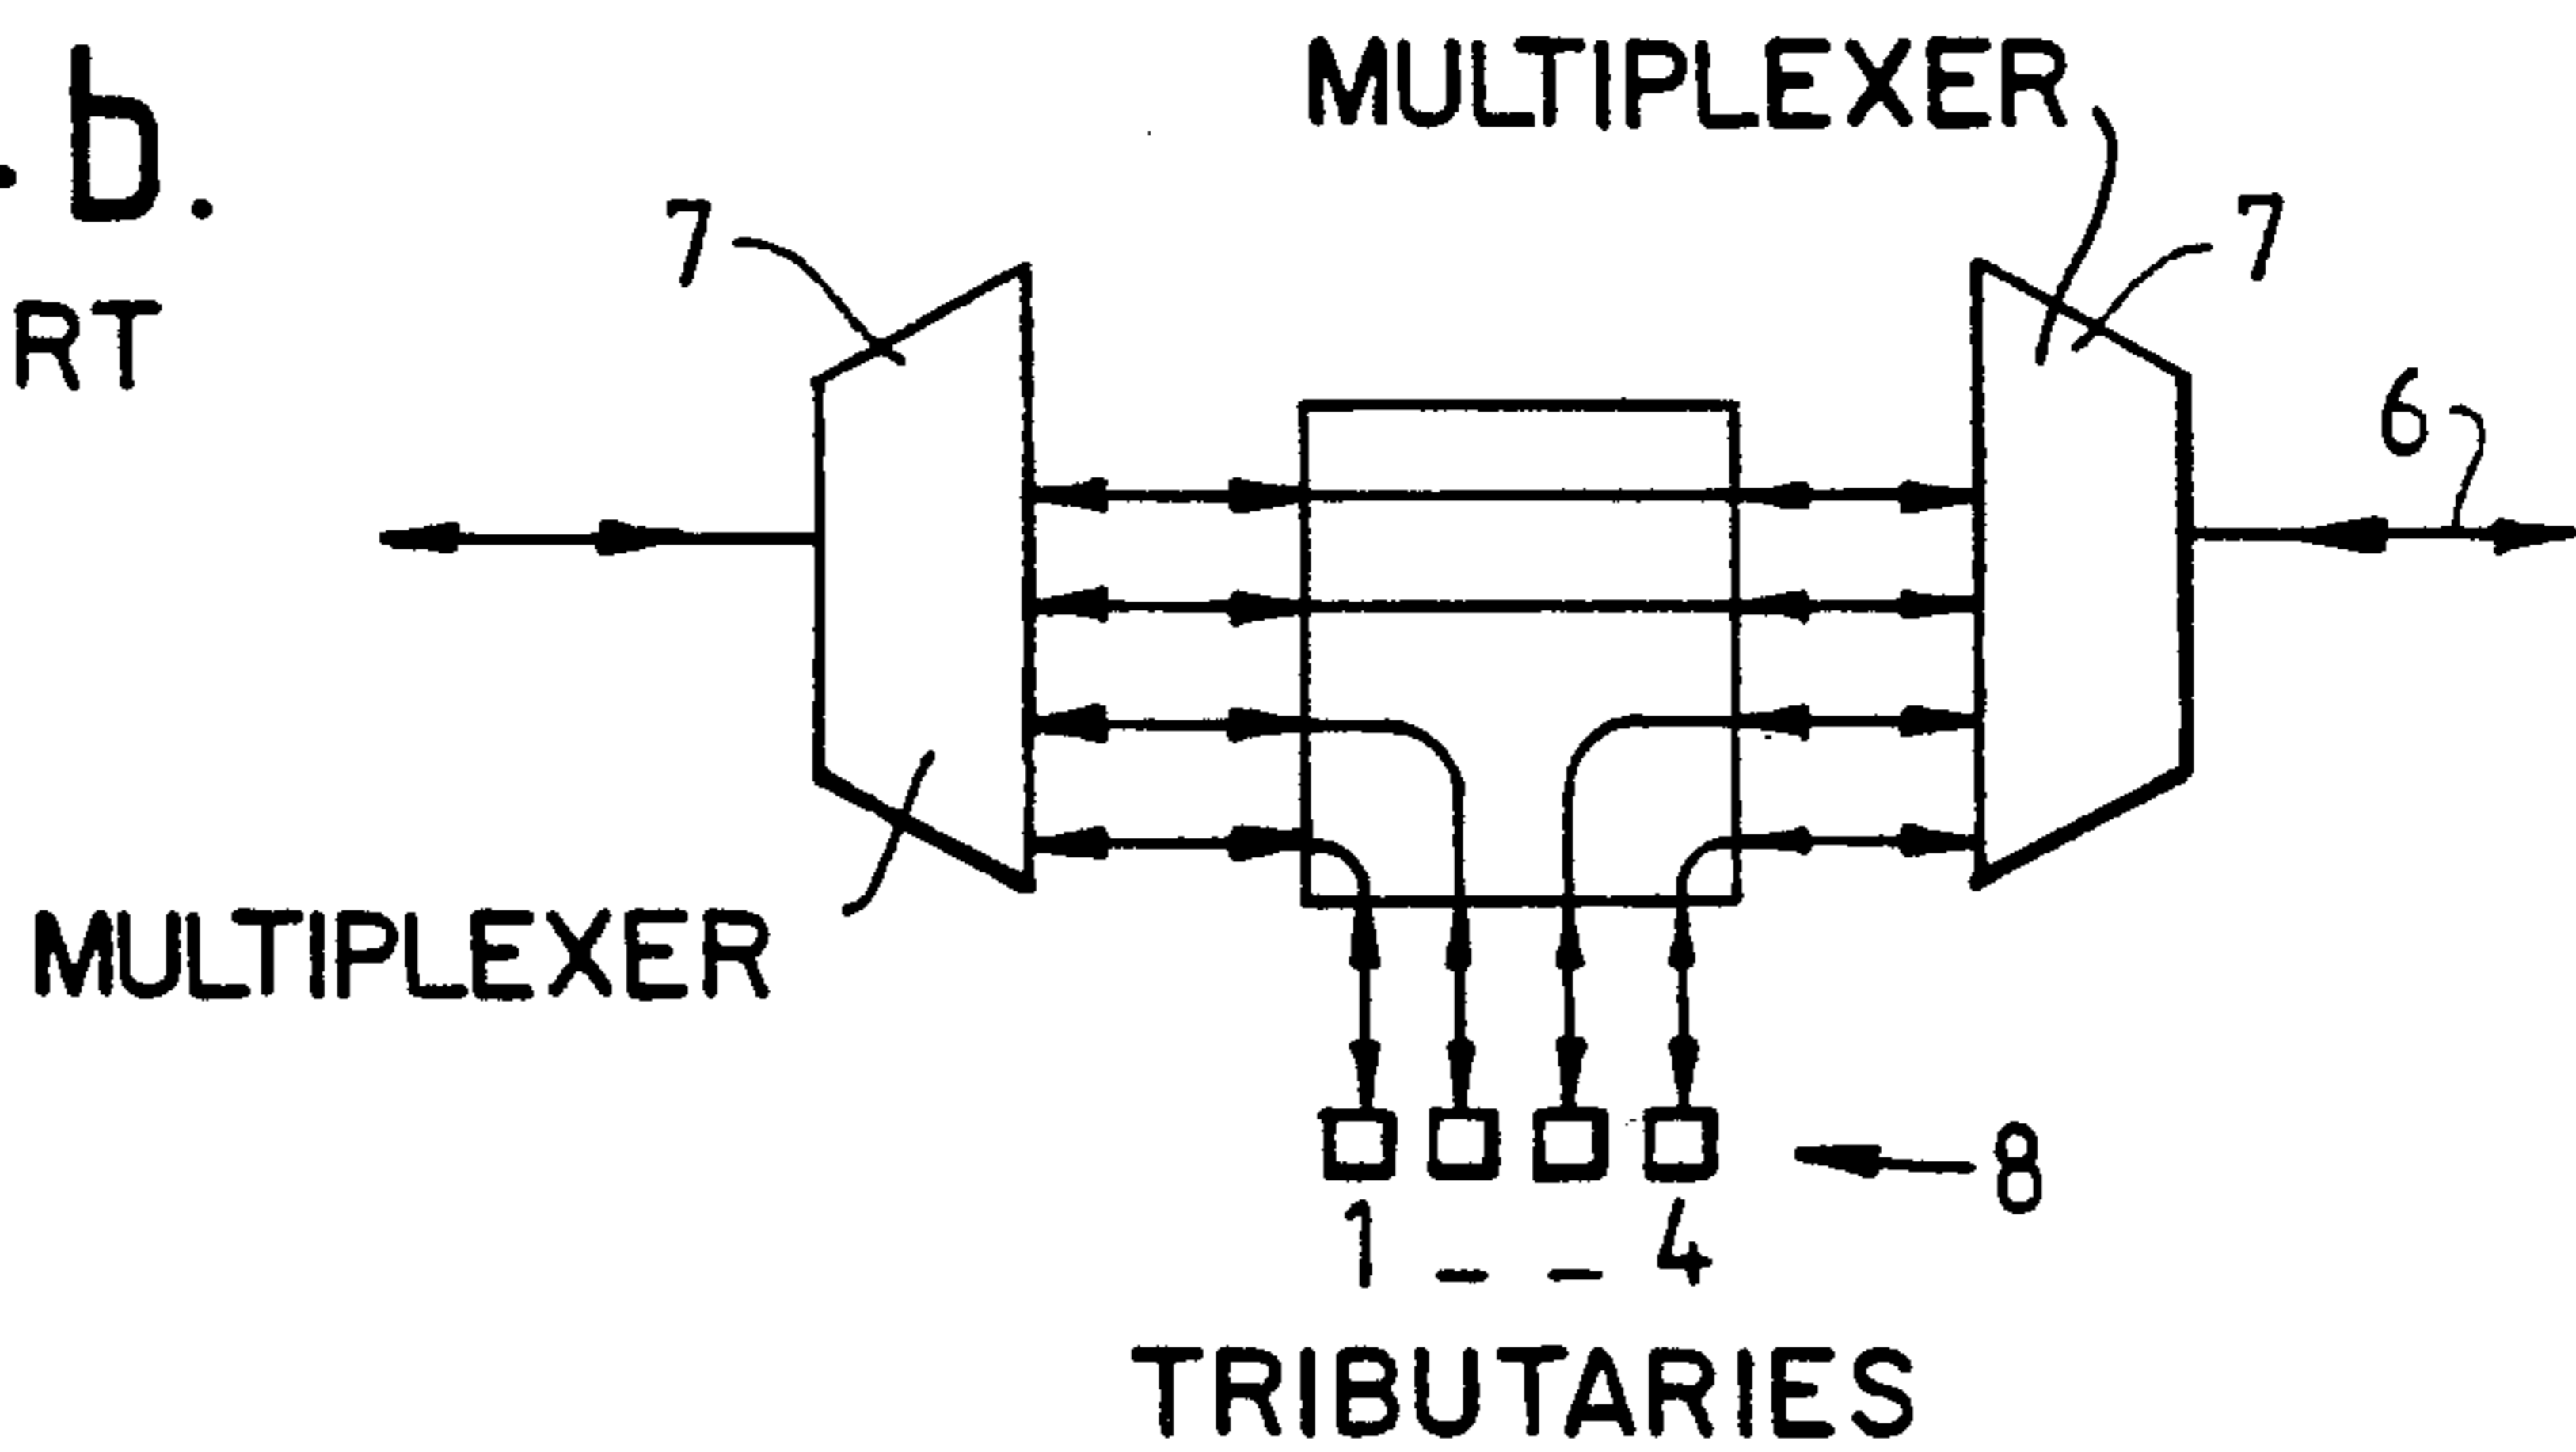 b.
RT
MULTIPLEXER
7
7
6
MULTIPLEXER
8
1 _ _ 4
TRIBUTARIES